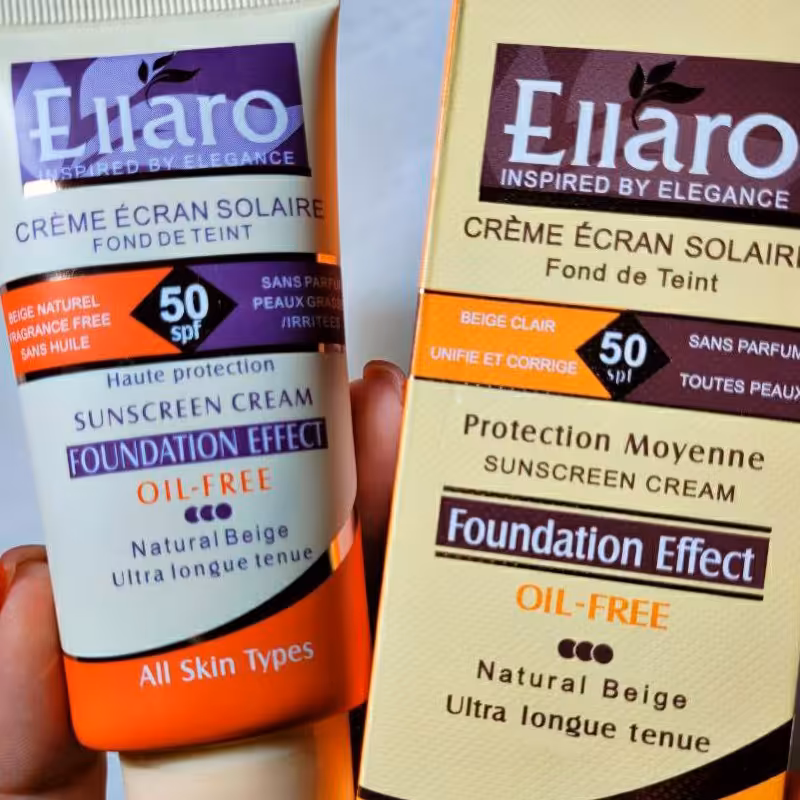 Ellaro
INSPIRED BY ELEGANCE
CRÈME ÉCRAN SOLAIRE
FOND DE TEINT
BEIGE NATUREL
FRAGRANCE FREE
SANS HUILE
50
spf
SANS PARFU
PEAUX GRASSE
/IRRITÉES
Haute protection
SUNSCREEN CREAM
FOUNDATION EFFECT
OIL-FREE
Natural Beige
Ultra longue tenue
All Skin Types
Ellaro
INSPIRED BY ELEGANCE
CRÈME ÉCRAN SOLAIR
Fond de Teint
BEIGE CLAIR
UNIFIE ET CORRIGE
50
spf
SANS PARFUM
TOUTES PEAUX
Protection Moyenne
SUNSCREEN CREAM
Foundation Effect
OIL-FREE
Natural Beige
Ultra longue tenue